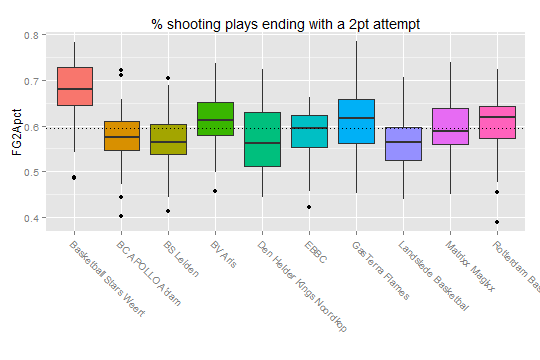 % shooting plays ending with a 2pt attempt
FG2Apct
0.8
0.7
0.6
0.5
0.4
Basketball Stars Weert
BC APOLLO A'dam
BS Leiden
BV Aris
Den Helder Kings Noordkop
EBBC
GasTerra Flames
Landslede Basketbal
Matrixx Magixx
Rotterdam Bas